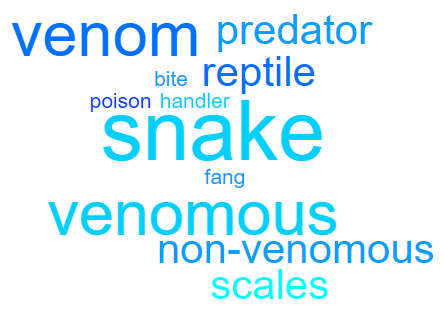 venom predator
bite reptile
poison handler
snake
fang
venomous
non-venomous
scales